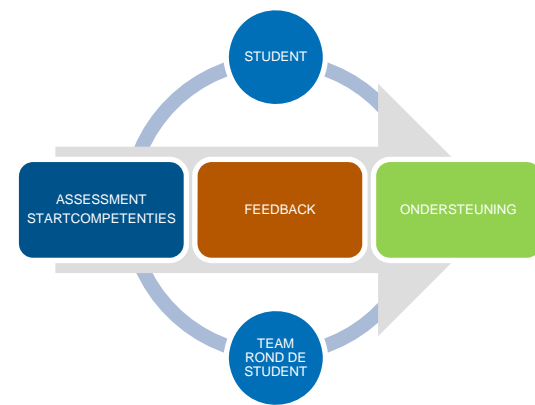 STUDENT
ASSESSMENT
STARTCOMPETENTIES
FEEDBACK
ONDERSTEUNING
TEAM
ROND DE
STUDENT